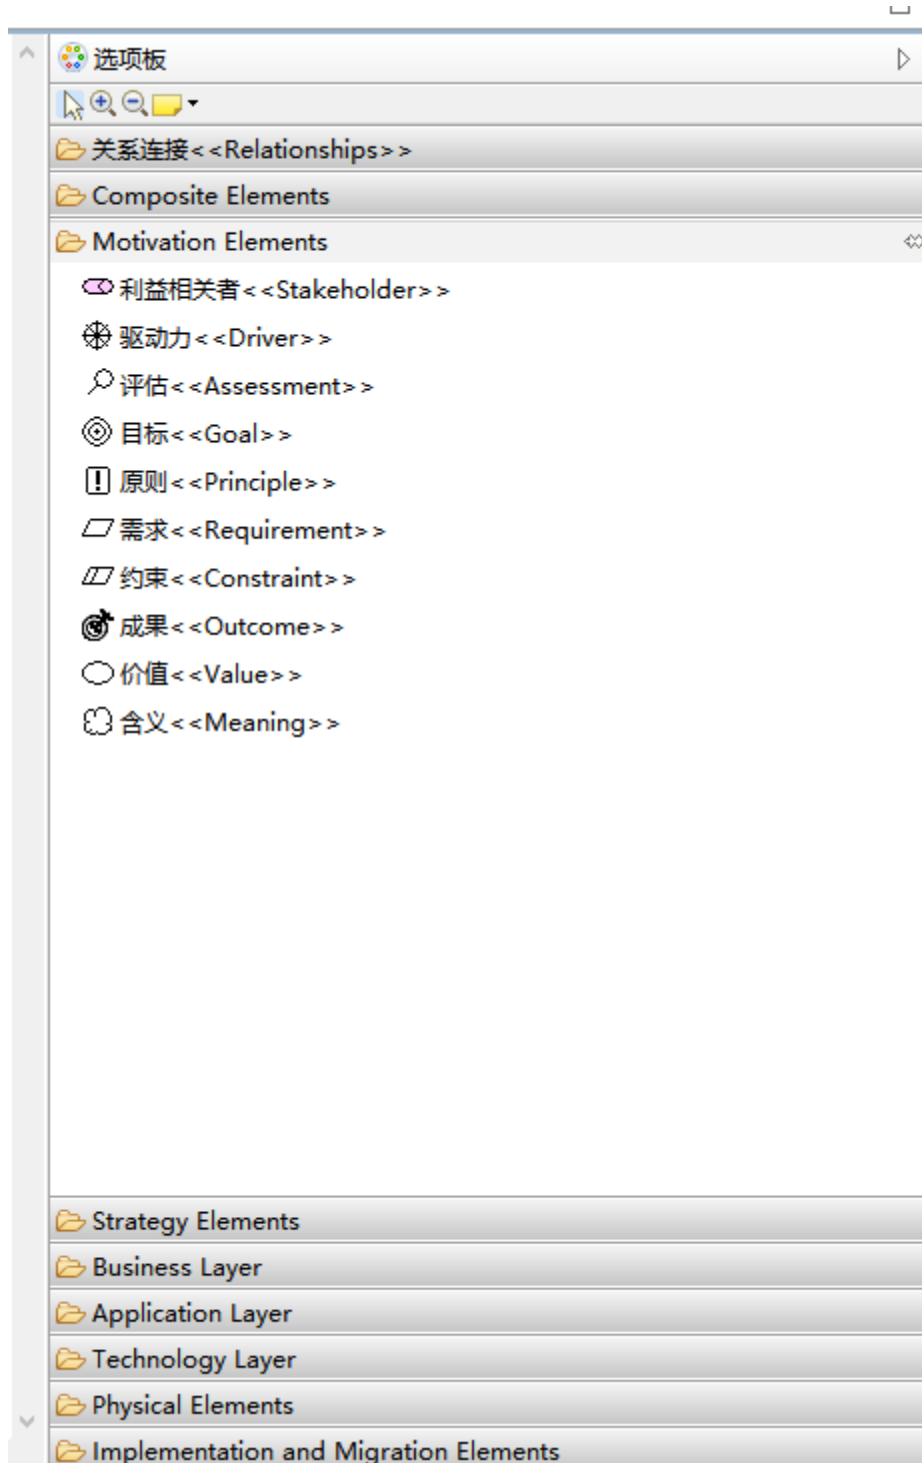 选项板
关系连接<<Relationships>>
Composite Elements
Motivation Elements
利益相关者<<Stakeholder>>
驱动力<<Driver>>
评估<<Assessment>>
目标<<Goal>>
原则<<Principle>>
需求<<Requirement>>
约束<<Constraint>>
成果<<Outcome>>
价值<<Value>>
含义<<Meaning>>
Strategy Elements
Business Layer
Application Layer
Technology Layer
Physical Elements
Implementation and Migration Elements